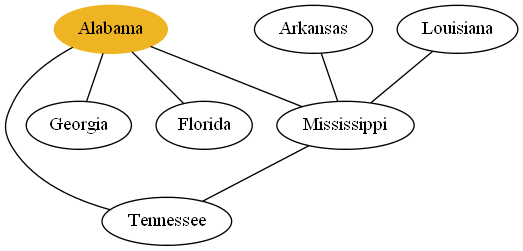 Alabama
Arkansas
Louisiana
Georgia
Florida
Mississippi
Tennessee